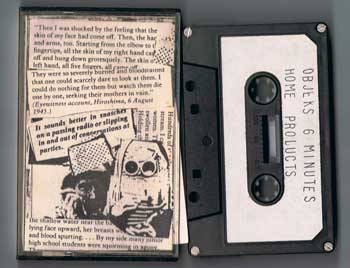 "Then I was shocked by the feeling that the
skin of my face had come off. Then, the
and arms, too. Starting from the elbow to
fingertips, all the skin of my right hand came
off and hung down grotesquely. The skin of
left hand, all five fingers, all came off
They were so severely burned and bloodstained
that one could scarcely dare to look at them. I
could do nothing for them but watch them die
one by one, seeking their mothers in vain."
(Eyewitness account, Hiroshima, 6 August
1945.)
It sounds better in snatches
on a passing radio or slipping
in and out of conversations at
parties.
Hundreds of
the shallow water near the
lying face upward, her breasts
and blood spurting. . . . By my side many junior
high school students were squirming in agony.
OBJEKS 6 MINUTES
HOME PRODUCTS